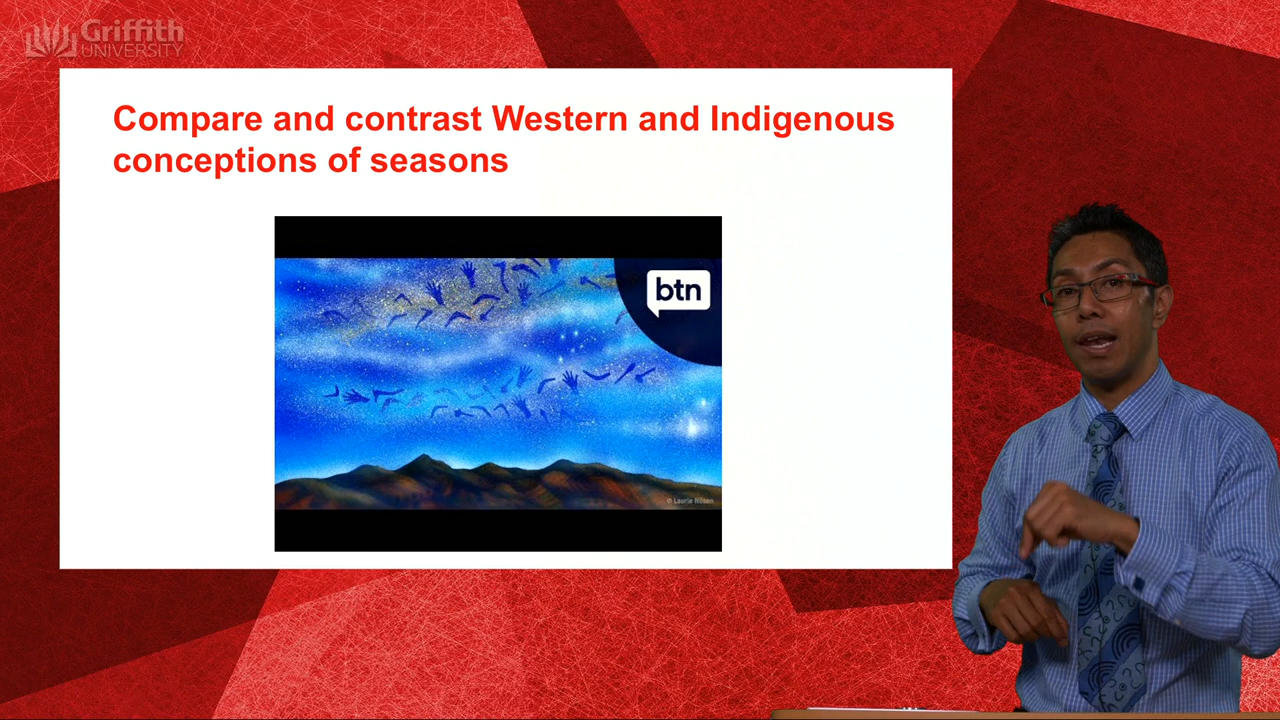 Griffith
UNIVERSITY
Compare and contrast Western and Indigenous
conceptions of seasons
btn
© Laurie Nilsen